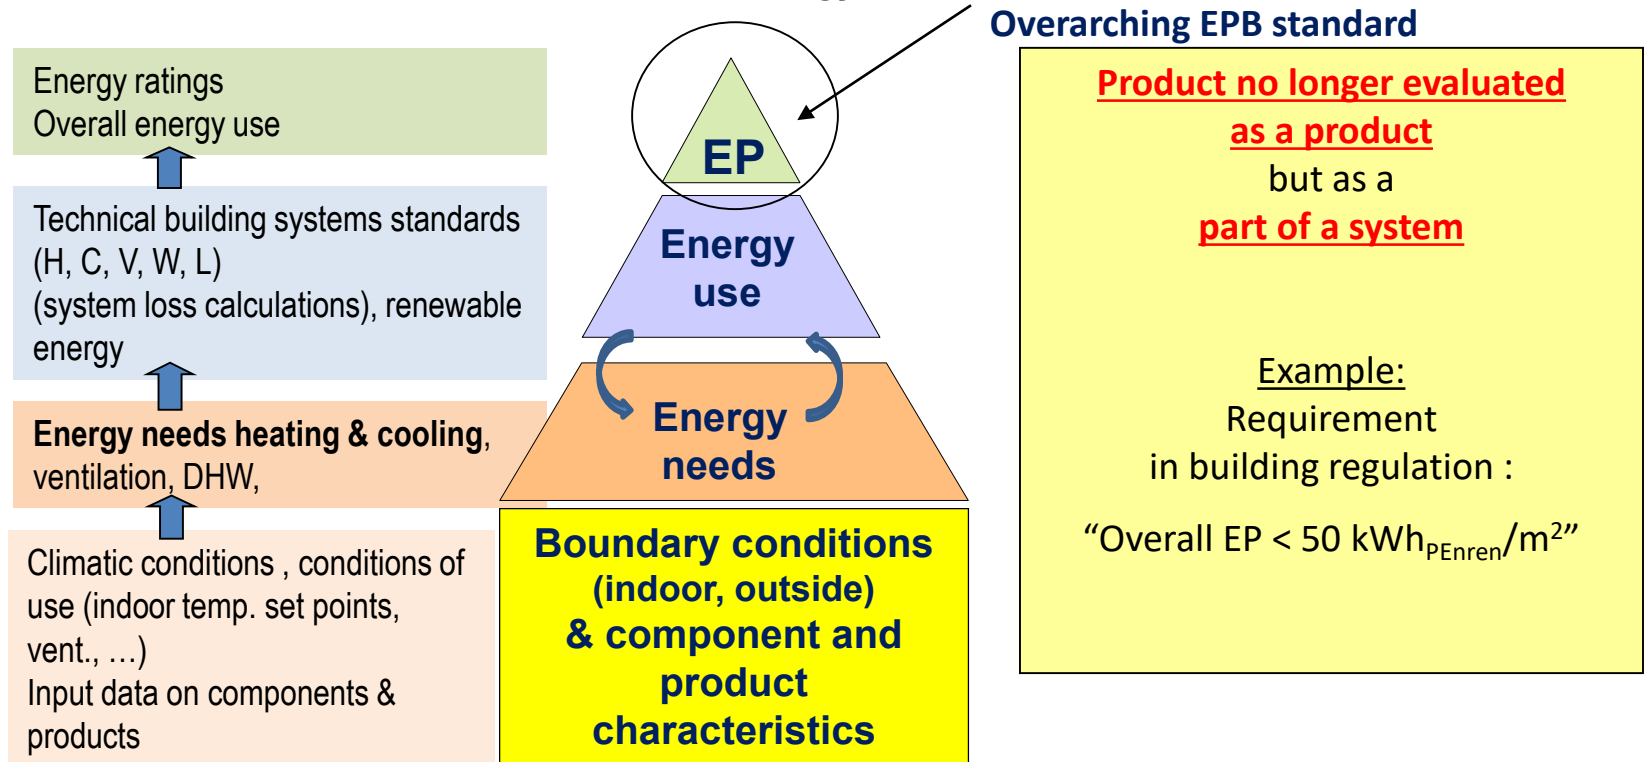 Overarching EPB standard
Energy ratings
Overall energy use
Technical building systems standards
(H, C, V, W, L)
(system loss calculations), renewable
energy
Energy needs heating & cooling,
ventilation, DHW,
Climatic conditions , conditions of
use (indoor temp. set points,
vent., …)
Input data on components &
products
EP
Energy
use
Energy
needs
Boundary conditions
(indoor, outside)
& component and
product
characteristics
Product no longer evaluated
as a product
but as a
part of a system
Example:
Requirement
in building regulation :
“Overall EP < 50 kWhPEnren/m²”